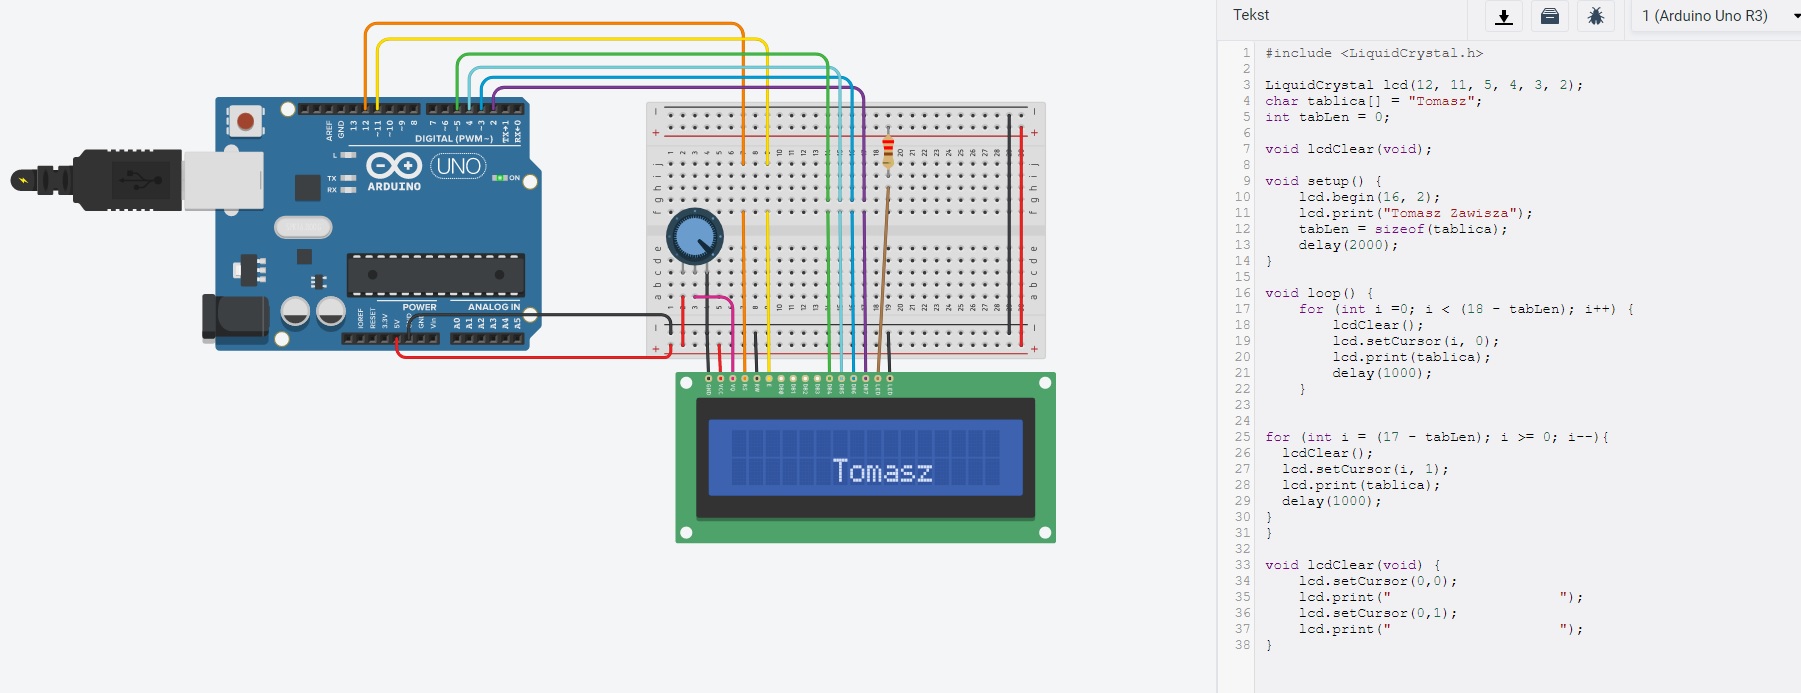 Tekst
1 (Arduino Uno R3)
1 #include <LiquidCrystal.h>
2
3 LiquidCrystal lcd(12, 11, 5, 4, 3, 2);
4 char tablica[] = "Tomasz";
5 int tabLen = 0;
6
7 void lcdClear(void);
8
9 void setup() {
10 lcd.begin(16, 2);
11 lcd.print("Tomasz Zawisza");
12 tabLen = sizeof(tablica);
13 delay(2000);
14 }
15
16 void loop() {
17 for (int i =0; i < (18 - tabLen); i++) {
18 lcdClear();
19 lcd.setCursor(i, 0);
20 lcd.print(tablica);
21 delay(1000);
22 }
23
24
25 for (int i = (17 - tabLen); i >= 0; i--){
26 lcdClear();
27 lcd.setCursor(i, 1);
28 lcd.print(tablica);
29 delay(1000);
30 }
31 }
32
33 void lcdClear(void) {
34 lcd.setCursor(0,0);
35 lcd.print("                    ");
36 lcd.setCursor(0,1);
37 lcd.print("                    ");
38 }
AREF GND 13 12 ~11 ~10 ~9 8 7 ~6 ~5 4 ~3 2 TX→1 RX←0
DIGITAL (PWM~)
L
TX
RX
ARDUINO
UNO
ON
POWER
ANALOG IN
IOREF RESET 3.3V 5V GND Vin A0 A1 A2 A3 A4 A5
Tomasz